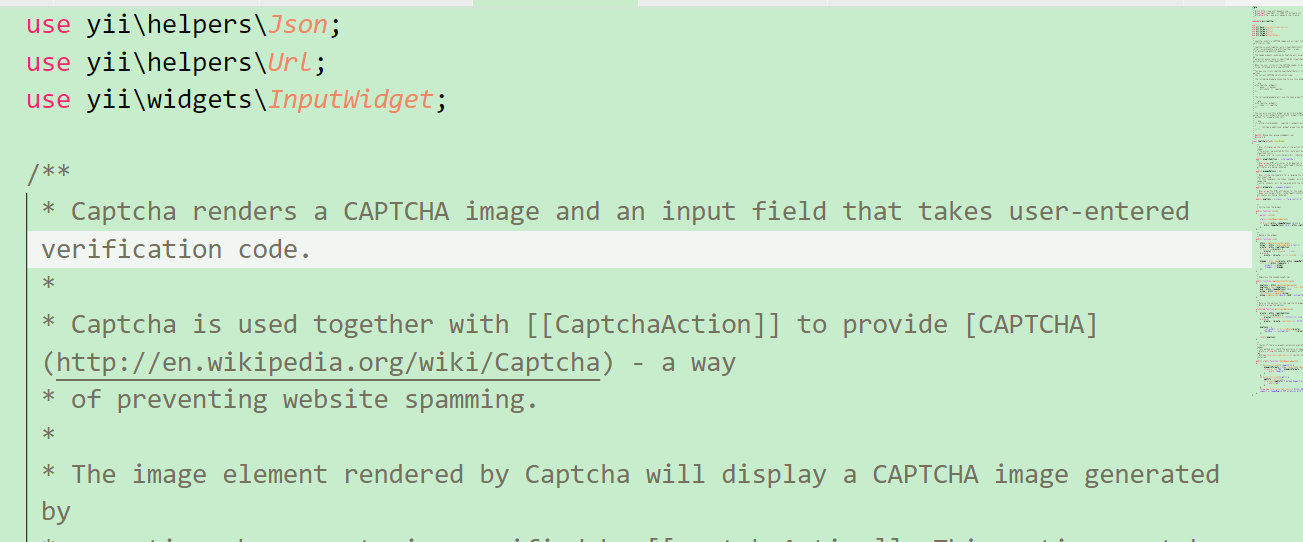 use yii\helpers\Json;
use yii\helpers\Url;
use yii\widgets\InputWidget;
/**
* Captcha renders a CAPTCHA image and an input field that takes user-entered
verification code.
*
* Captcha is used together with [[CaptchaAction]] to provide [CAPTCHA]
(http://en.wikipedia.org/wiki/Captcha) - a way
* of preventing website spamming.
*
* The image element rendered by Captcha will display a CAPTCHA image generated
by